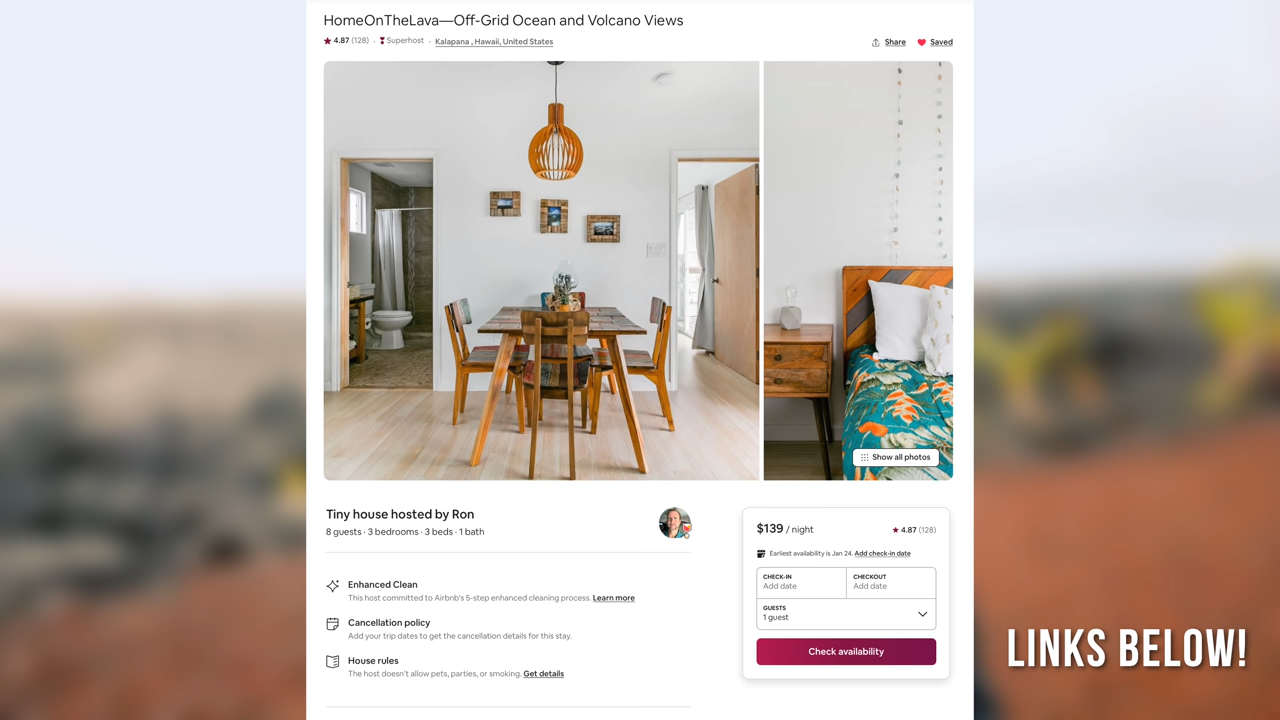 HomeOnTheLava—Off-Grid Ocean and Volcano Views
4.87 (128) · Superhost · Kalapana , Hawaii, United States
Share Saved
Show all photos
Tiny house hosted by Ron
8 guests · 3 bedrooms · 3 beds · 1 bath
$139 / night
4.87 (128)
Earliest availability is Jan 24. Add check-in date
CHECK-IN
Add date
CHECKOUT
Add date
GUESTS
1 guest
Check availability
Enhanced Clean
This host committed to Airbnb's 5-step enhanced cleaning process. Learn more
Cancellation policy
Add your trip dates to get the cancellation details for this stay.
House rules
The host doesn't allow pets, parties, or smoking. Get details
LINKS BELOW!